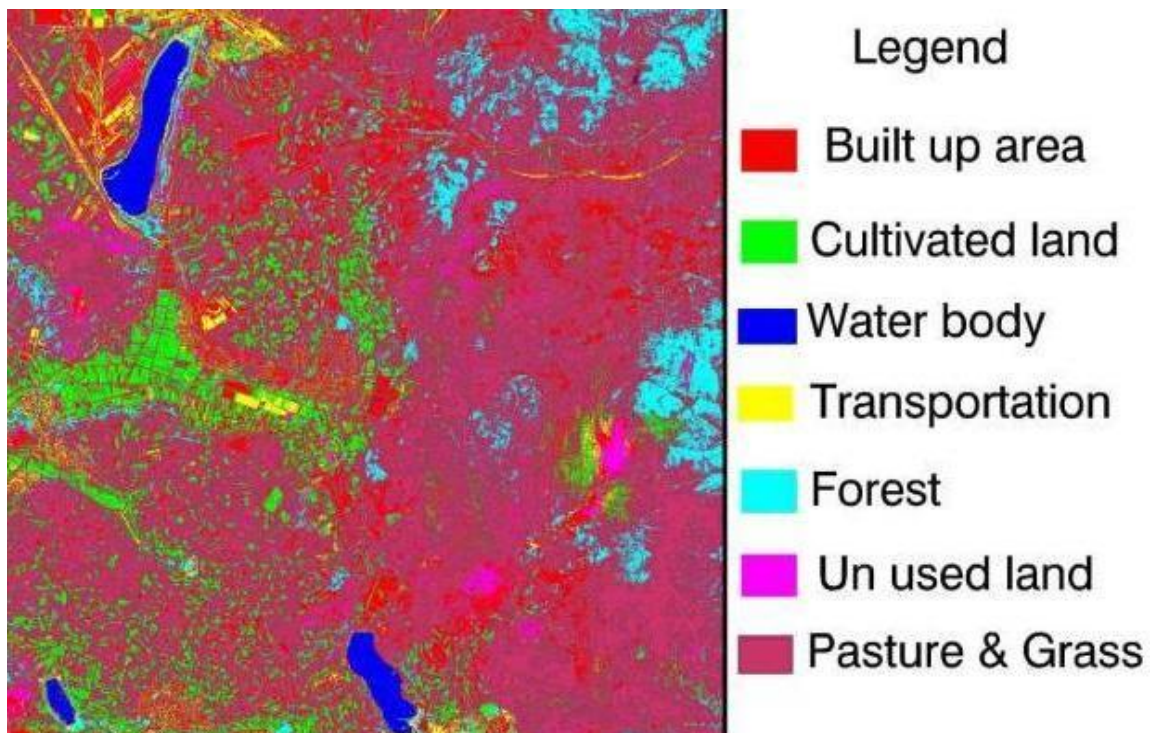 Legend
Built up area
Cultivated land
Water body
Transportation
Forest
Un used land
Pasture & Grass